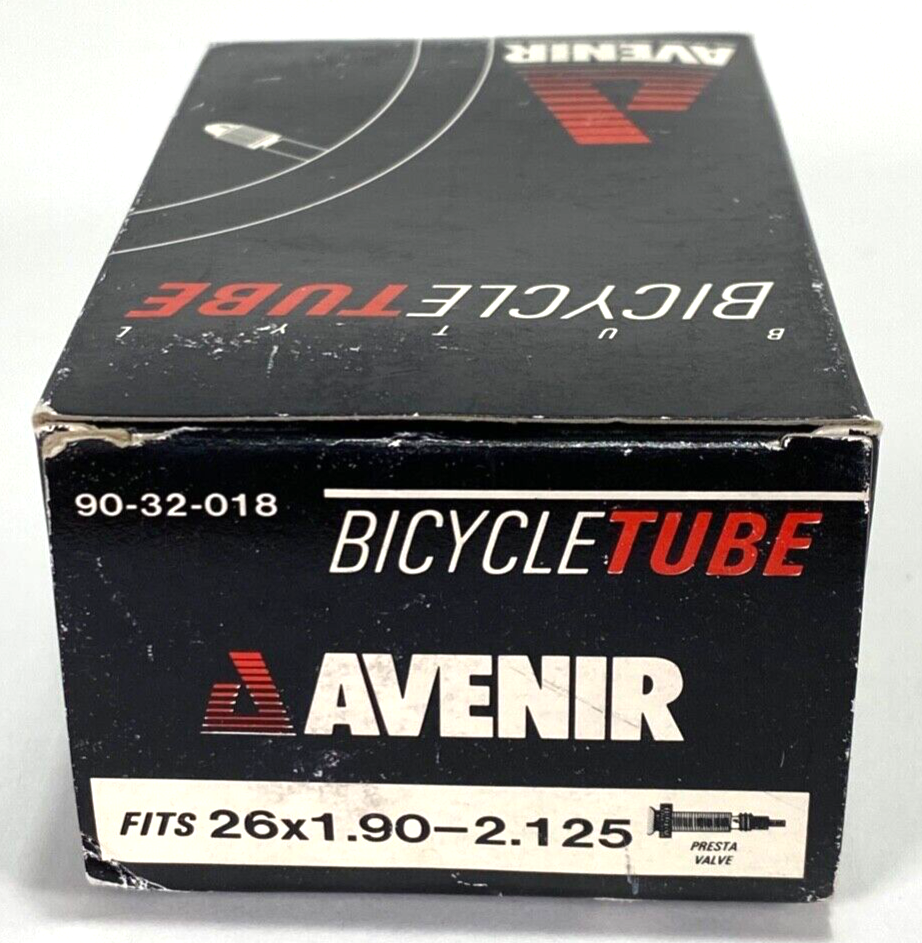 AVENIR
BICYCLETUBE
BUTYL
90-32-018
BICYCLETUBE
AVENIR
FITS 26x1.90-2.125
PRESTA
VALVE